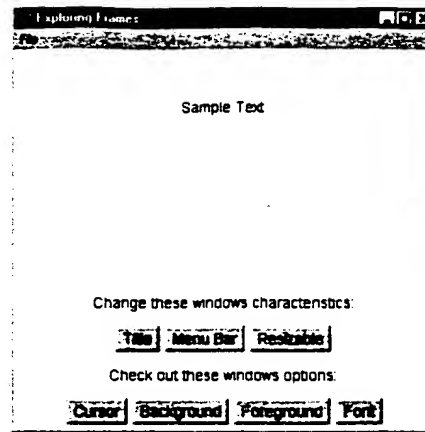 Exploring Frames
File
Sample Text
Change these windows characteristics:
Title Menu Bar Resizable
Check out these windows options:
Cursor Background Foreground Font